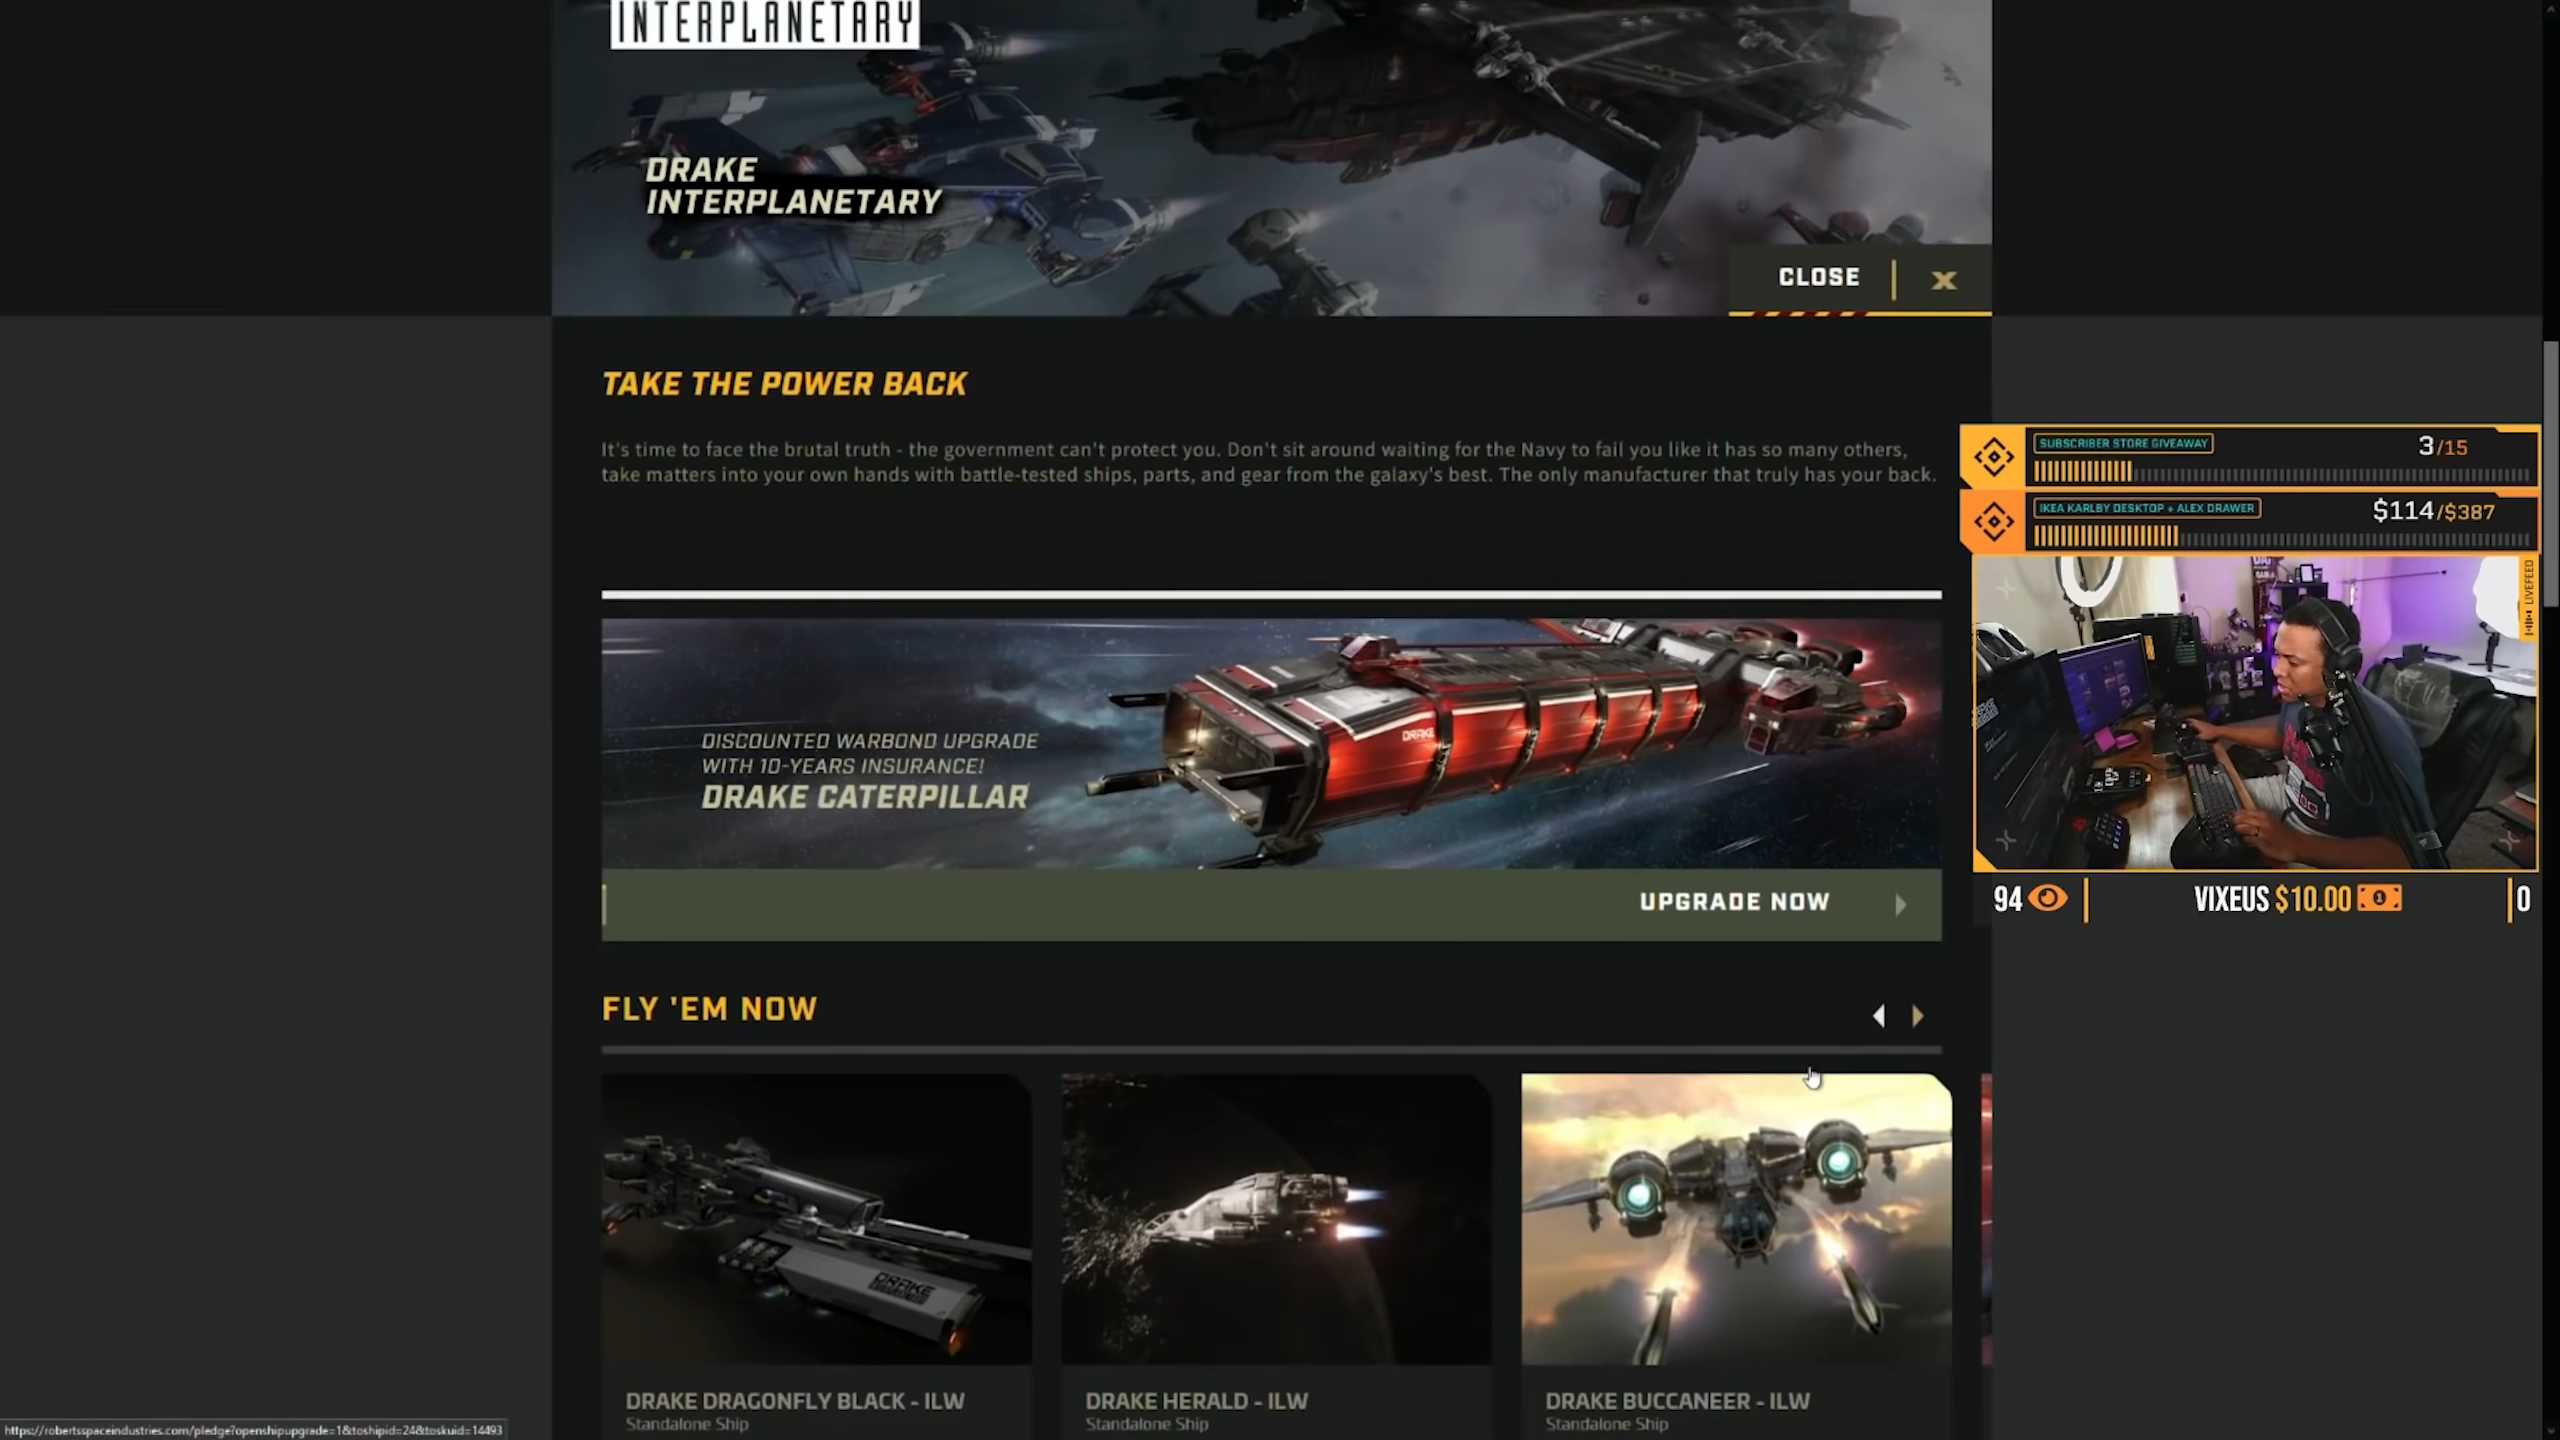 INTERPLANETARY
DRAKE
INTERPLANETARY
CLOSE
X
TAKE THE POWER BACK
It's time to face the brutal truth - the government can't protect you. Don't sit around waiting for the Navy to fail you like it has so many others,
take matters into your own hands with battle-tested ships, parts, and gear from the galaxy's best. The only manufacturer that truly has your back.
SUBSCRIBER STORE GIVEAWAY
3/15
IKEA KARLBY DESKTOP + ALEX DRAWER
$114/$387
LIVEFEED
DRAKE
DISCOUNTED WARBOND UPGRADE
WITH 10-YEARS INSURANCE!
DRAKE CATERPILLAR
UPGRADE NOW
94
VIXEUS $10.00
0
FLY 'EM NOW
DRAKE
DRAKE DRAGONFLY BLACK - ILW
Standalone Ship
DRAKE HERALD - ILW
Standalone Ship
DRAKE BUCCANEER - ILW
Standalone Ship
https://robertsspaceindustries.com/pledge?openshipupgrade=1&toshipid=24&toskuid=14493